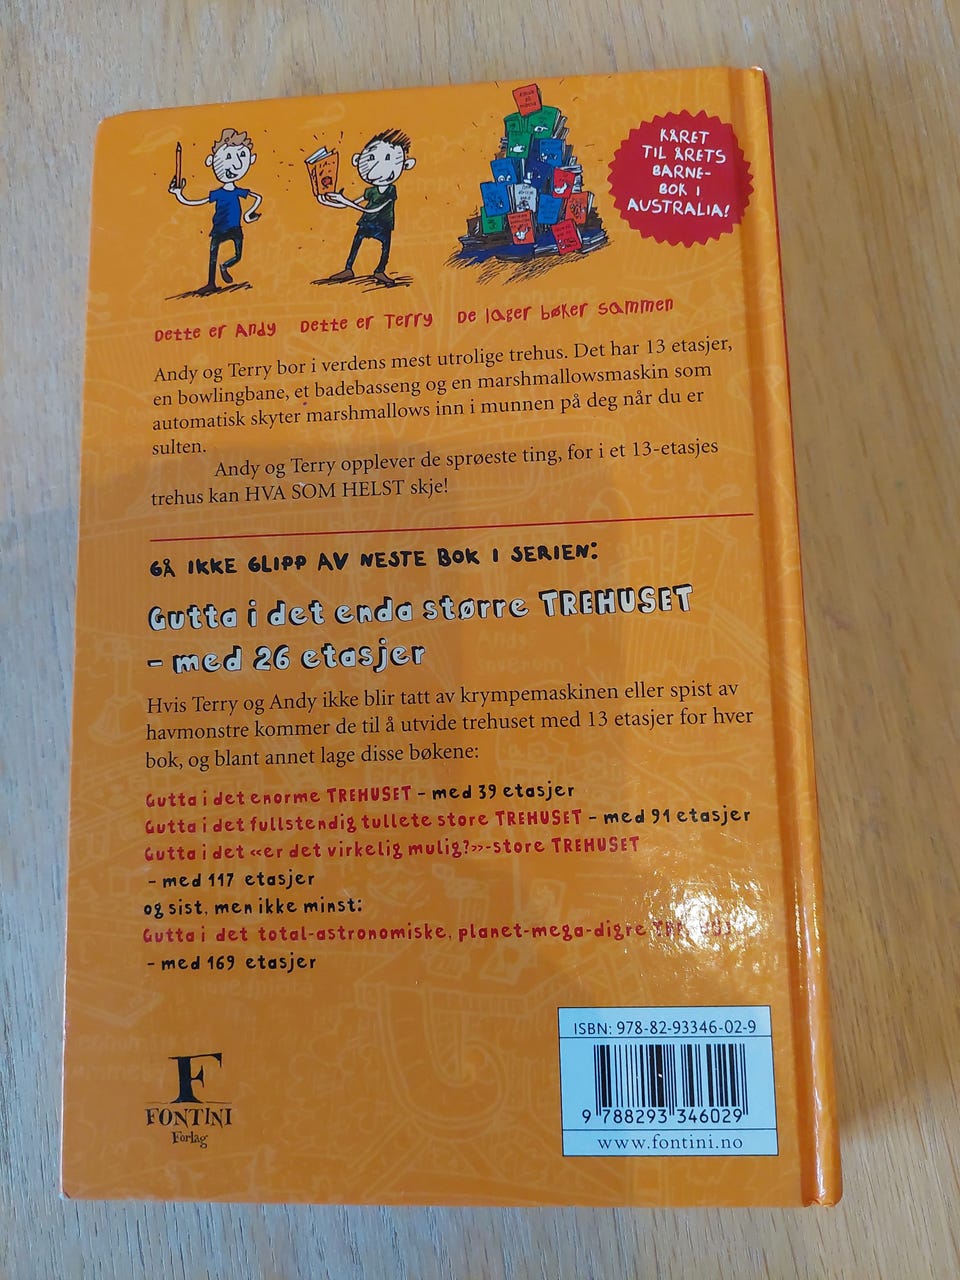 KÅRET
TIL ÅRETS
BARNE-
BOK I
AUSTRALIA!
Dette er Andy Dette er Terry De lager bøker sammen
Andy og Terry bor i verdens mest utrolige trehus. Det har 13 etasjer,
en bowlingbane, et badebasseng og en marshmallowsmaskin som
automatisk skyter marshmallows inn i munnen på deg når du er
sulten.
Andy og Terry opplever de sprøeste ting, for i et 13-etasjes
trehus kan HVA SOM HELST skje!
GÅ IKKE GLIPP AV NESTE BOK I SERIEN:
Gutta i det enda større TREHUSET
– med 26 etasjer
Hvis Terry og Andy ikke blir tatt av krympemaskinen eller spist av
havmonstre kommer de til å utvide trehuset med 13 etasjer for hver
bok, og blant annet lage disse bøkene:
Gutta i det enorme TREHUSET – med 39 etasjer
Gutta i det fullstendig tullete store TREHUSET – med 91 etasjer
Gutta i det «er det virkelig mulig?»-store TREHUSET
– med 117 etasjer
og sist, men ikke minst:
Gutta i det total-astronomiske, planet-mega-digre
– med 169 etasjer
ISBN: 978-82-93346-02-9
9 788293 346029
www.fontini.no
F
FONTINI
Forlag